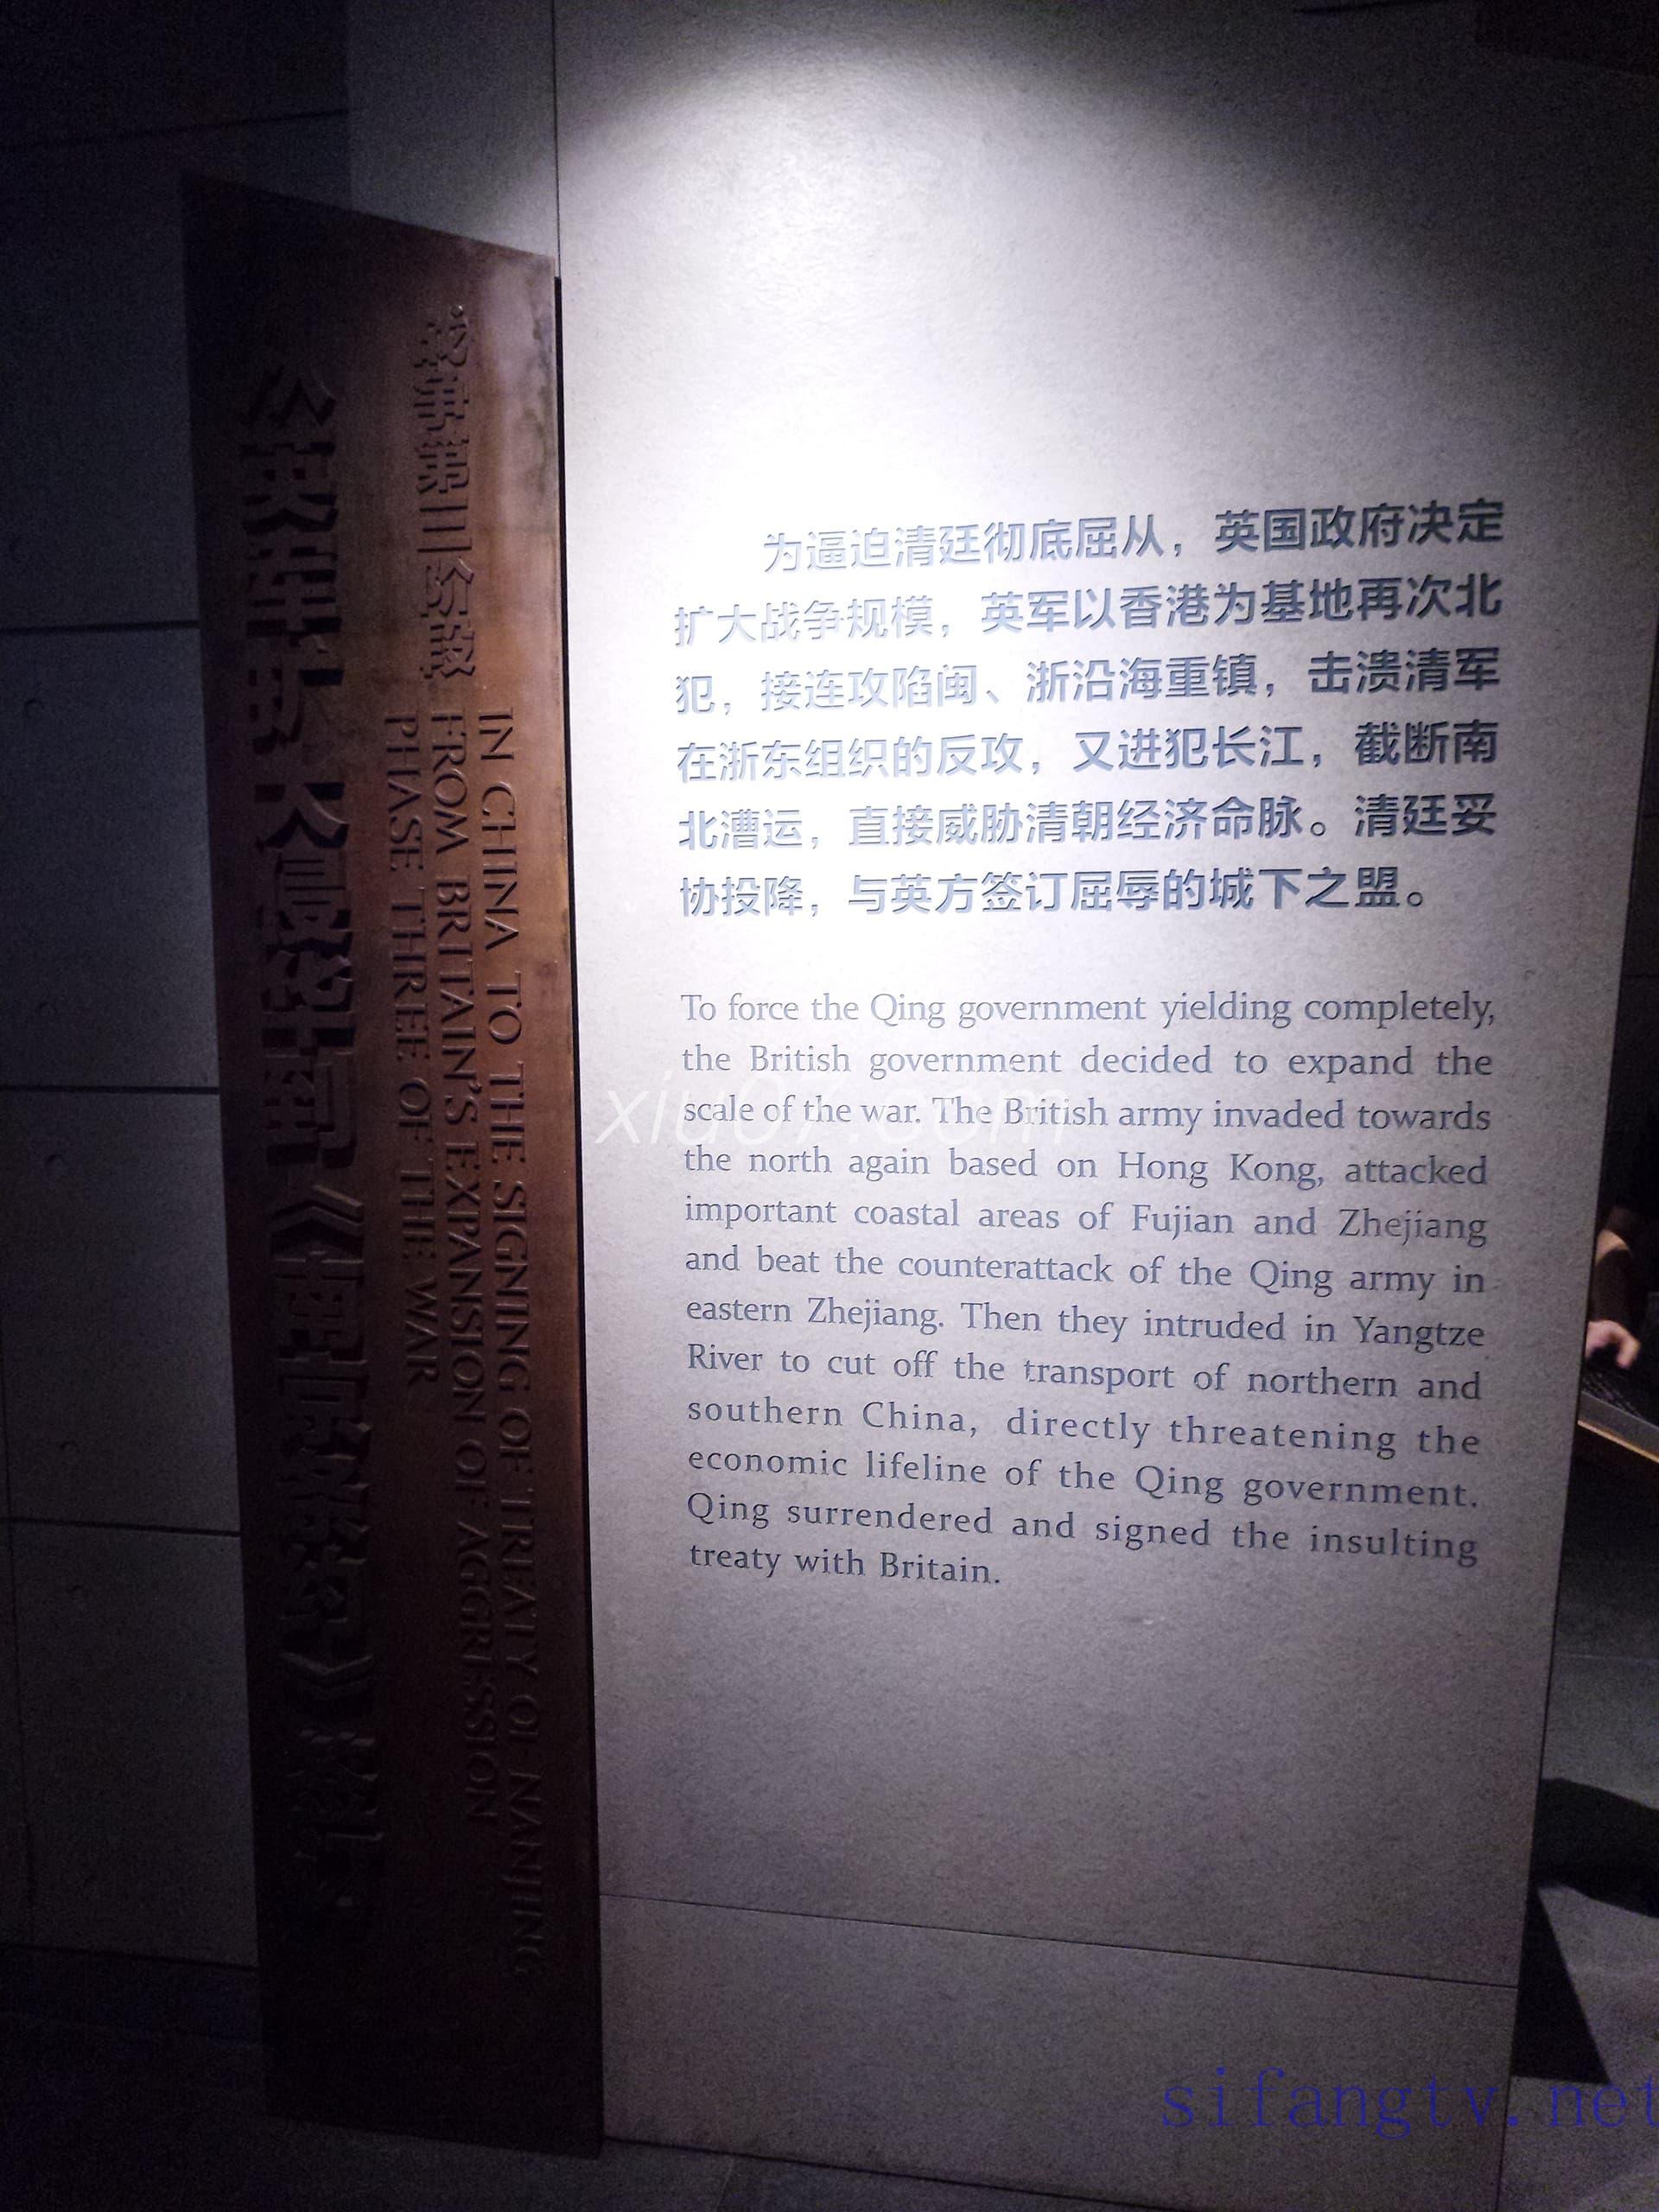 战争第三阶段
PHASE THREE OF THE WAR
FROM BRITAIN'S EXPANSION OF AGGRESSION
IN CHINA TO THE SIGNING OF TREATY OF NANJING
为逼迫清廷彻底屈从，英国政府决定
扩大战争规模，英军以香港为基地再次北
犯，接连攻陷闽、浙沿海重镇，击溃清军
在浙东组织的反攻，又进犯长江，截断南
北漕运，直接威胁清朝经济命脉。清廷妥
协投降，与英方签订屈辱的城下之盟。
To force the Qing government yielding completely,
the British government decided to expand the
scale of the war. The British army invaded towards
the north again based on Hong Kong, attacked
important coastal areas of Fujian and Zhejiang
and beat the counterattack of the Qing army in
eastern Zhejiang. Then they intruded in Yangtze
River to cut off the transport of northern and
southern China, directly threatening the
economic lifeline of the Qing government.
Qing surrendered and signed the insulting
treaty with Britain.
xiu07.com
sifangtv.net